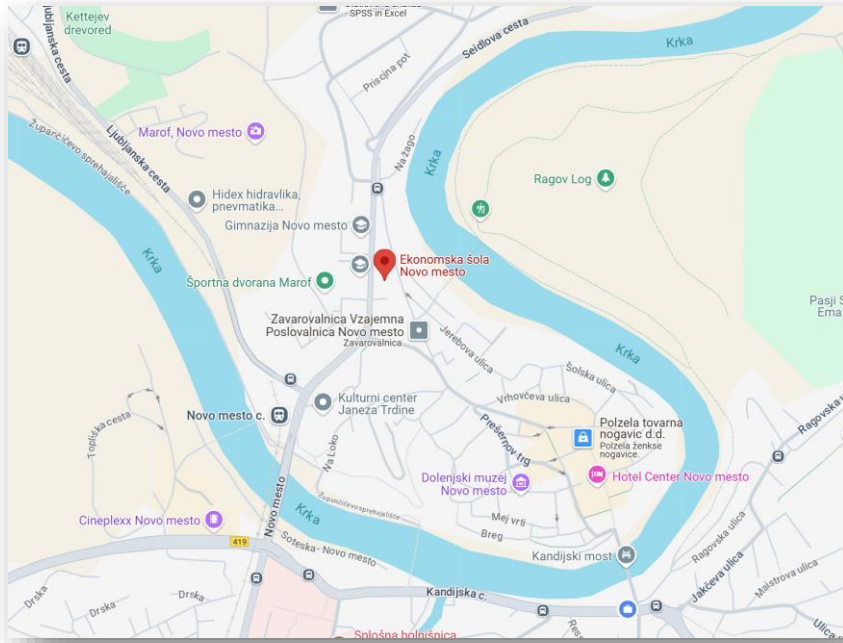 - SPSS in Excel
Kettejev
drevored
Ljubljanska cesta
Seidlova cesta
Krka
Priscjna pot
Župančičevo sprehajališče
Ljubljanska cesta
Marof, Novo mesto
Na žago
Krka
Ragov Log
Hidex hidravlika,
pnevmatika...
Gimnazija Novo mesto
Krka
Ekonomska šola
Novo mesto
Športna dvorana Marof
Pasji
Ema
Zavarovalnica Vzajemna
Poslovalnica Novo mesto
Zavarovalnica
Jerebova ulica
Krka
Šolska ulica
Kulturni center
Janeza Trdine
Vrhovčeva ulica
Novo mesto c.
Topliška cesta
Na Loko
Prešernov trg
Polzela tovarna
nogavic d.d.
Polzela ženkse
nogavice.
Ragovska
Dolenjski muzej
Novo mesto
Hotel Center Novo mesto
Novo mesto
Župančičevo sprehajališče
Cineplexx Novo mesto
Krka
Mej vrti
Breg
Ragovska ulica
419
Soteska - Novo mesto
Kandijski most
Kandijska c.
Jakčeva ulica
Maistrova ulica
Drska
Drska
Drska
Splošna bolnišnica